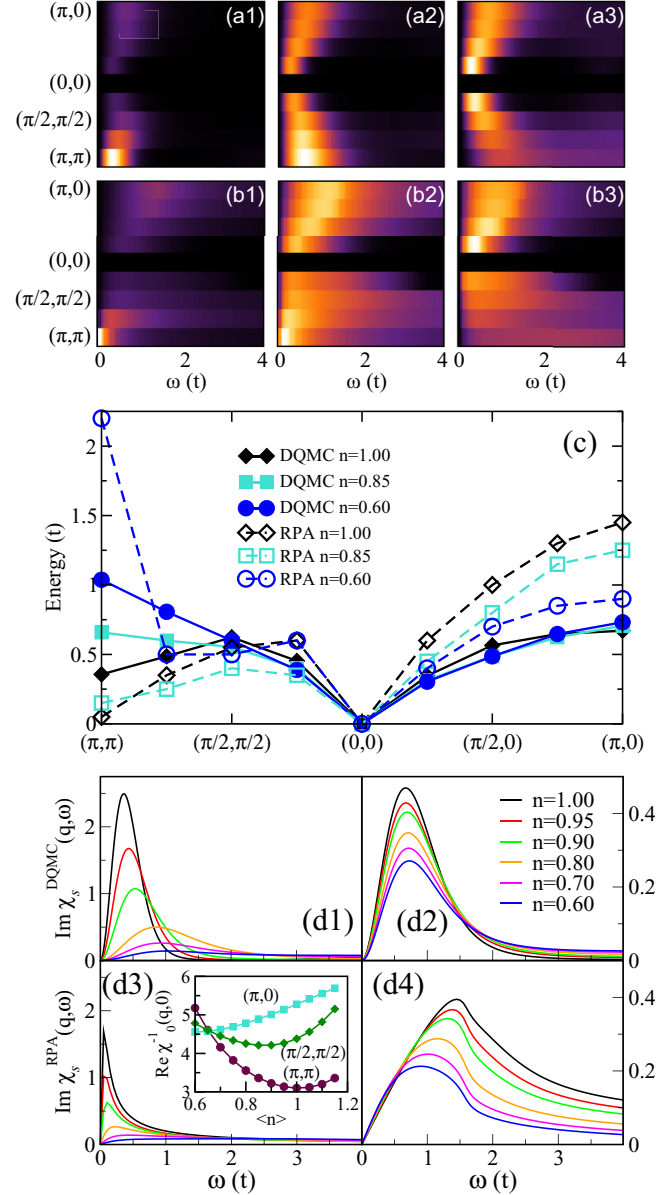 (π,0) (a1) (a2) (a3)
(0,0)
(π/2,π/2)
(π,π)
(π,0) (b1) (b2) (b3)
(0,0)
(π/2,π/2)
(π,π)
0 2 4 0 2 4 0 2 4
ω (t) ω (t) ω (t)
(c)
2
1.5
1
0.5
0
Energy (t)
DQMC n=1.00
DQMC n=0.85
DQMC n=0.60
RPA n=1.00
RPA n=0.85
RPA n=0.60
(π,π) (π/2,π/2) (0,0) (π/2,0) (π,0)
Im χₛᴰQMC(q,ω)
2
1
0
(d1)
(d2)
n=1.00
n=0.95
n=0.90
n=0.80
n=0.70
n=0.60
0.4
0.2
0
Im χₛRPA(q,ω)
2
1
0
(d3)
Re χ⁻¹₀(q,0)
6
5
4
3
(π,0)
(π/2,π/2)
(π,π)
0.6 0.8 1 1.2
<n>
(d4)
0.4
0.2
0
0 1 2 3 0 1 2 3 4
ω (t) ω (t)